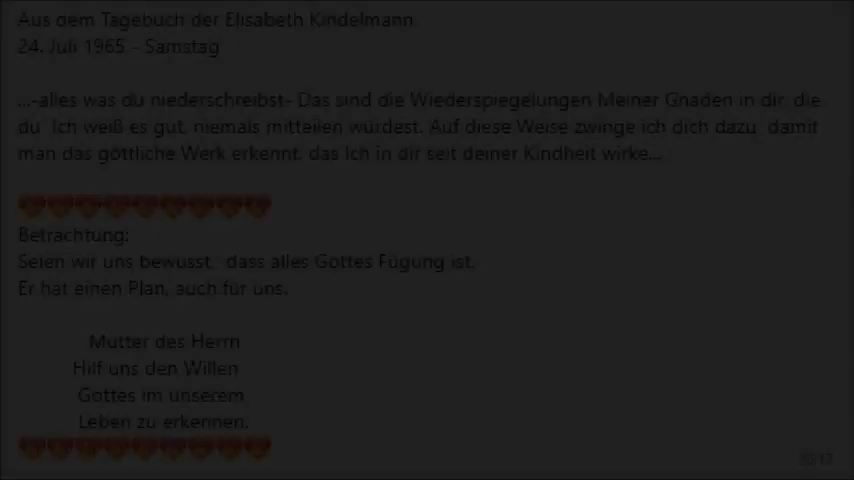 Aus dem Tagebuch der Elisabeth Kindelmann
24. Juli 1965 - Samstag
...-alles was du niederschreibst- Das sind die Wiederspiegelungen Meiner Gnaden in dir, die
du Ich weiß es gut, niemals mitteilen würdest. Auf diese Weise zwinge ich dich dazu damit
man das göttliche Werk erkennt, das Ich in dir seit deiner Kindheit wirke...
Betrachtung:
Seien wir uns bewusst, dass alles Gottes Fügung ist.
Er hat einen Plan, auch für uns.
Mutter des Herrn
Hilf uns den Willen
Gottes im unserem
Leben zu erkennen.